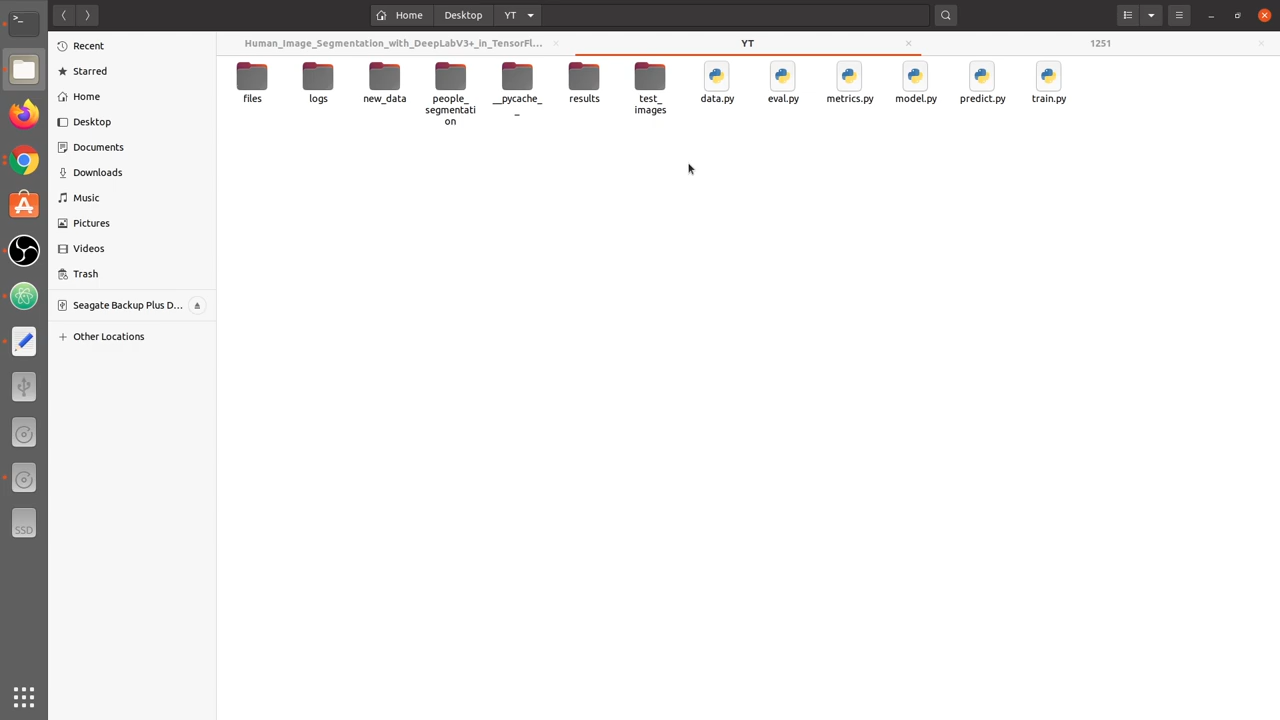 Home
Desktop
YT
Human_Image_Segmentation_with_DeepLabV3+_in_TensorFl...
YT
1251
Recent
Starred
Home
Desktop
Documents
Downloads
Music
Pictures
Videos
Trash
Seagate Backup Plus D...
Other Locations
files
logs
new_data
people_
segmentati
on
__pycache_
_
results
test_
images
data.py
eval.py
metrics.py
model.py
predict.py
train.py
SSD